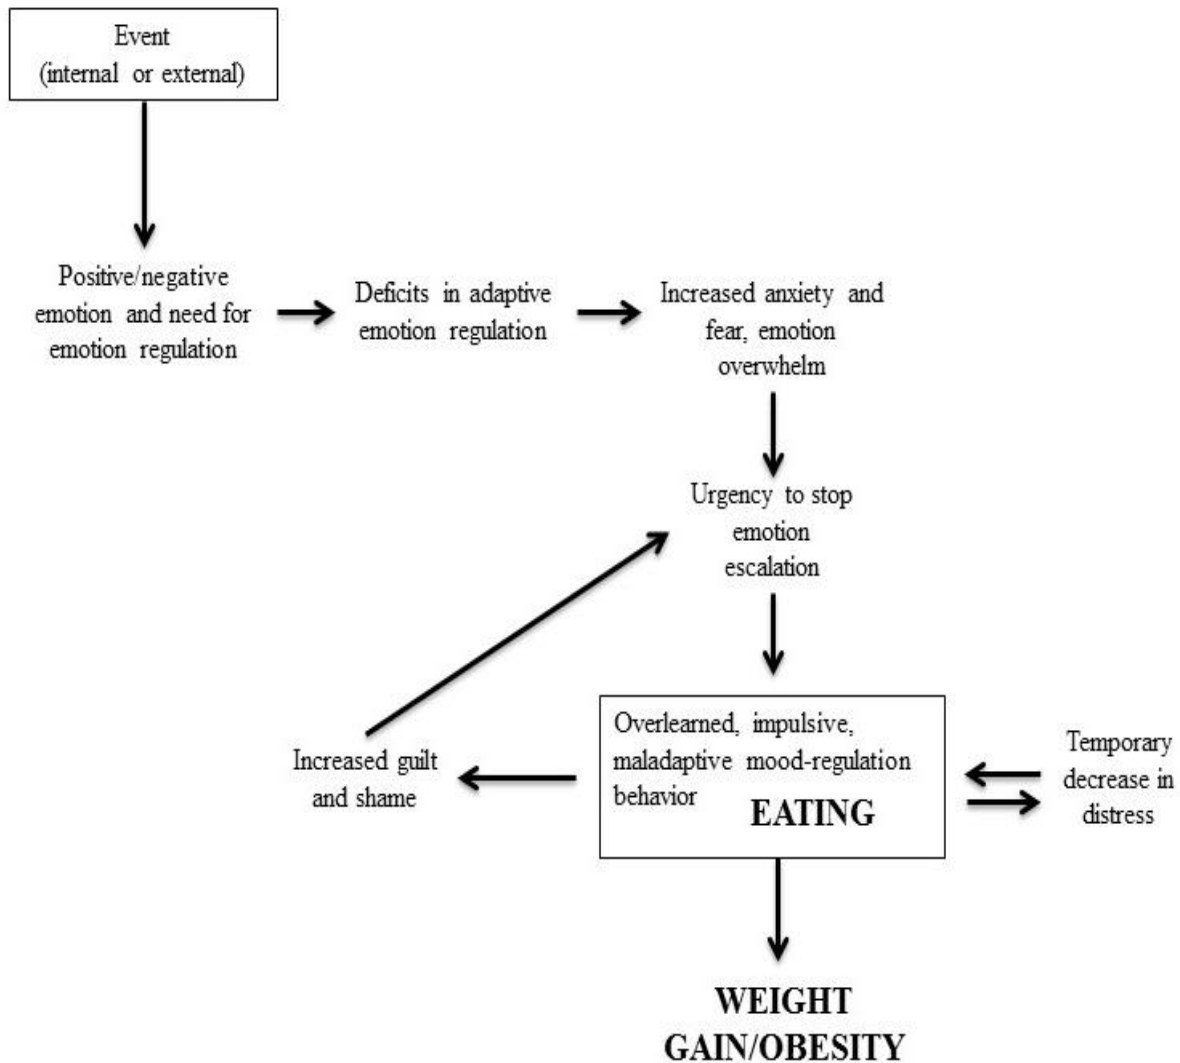 Event
(internal or external)
Positive/negative
emotion and need for
emotion regulation
Deficits in adaptive
emotion regulation
Increased anxiety and
fear, emotion
overwhelm
Urgency to stop
emotion
escalation
Overlearned, impulsive,
maladaptive mood-regulation
behavior
EATING
Temporary
decrease in
distress
Increased guilt
and shame
WEIGHT
GAIN/OBESITY